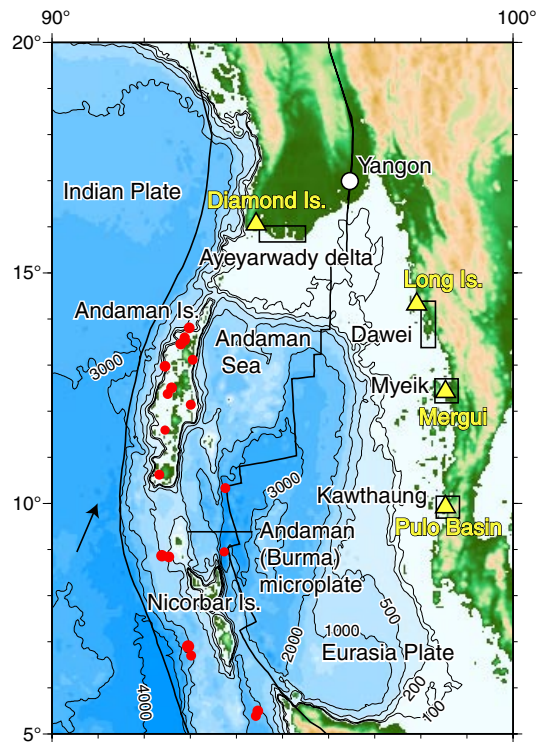 90°
100°
20°
Yangon
Indian Plate
Diamond Is.
Ayeyarwady delta
15°
Long Is.
Andaman Is.
Andaman
Sea
Dawei
3000
Myeik
Mergui
3000
Kawthaung
10°
Pulo Basin
Andaman
(Burma)
microplate
Nicorbar Is.
500
1000
2000
Eurasia Plate
200
4000
100
5°